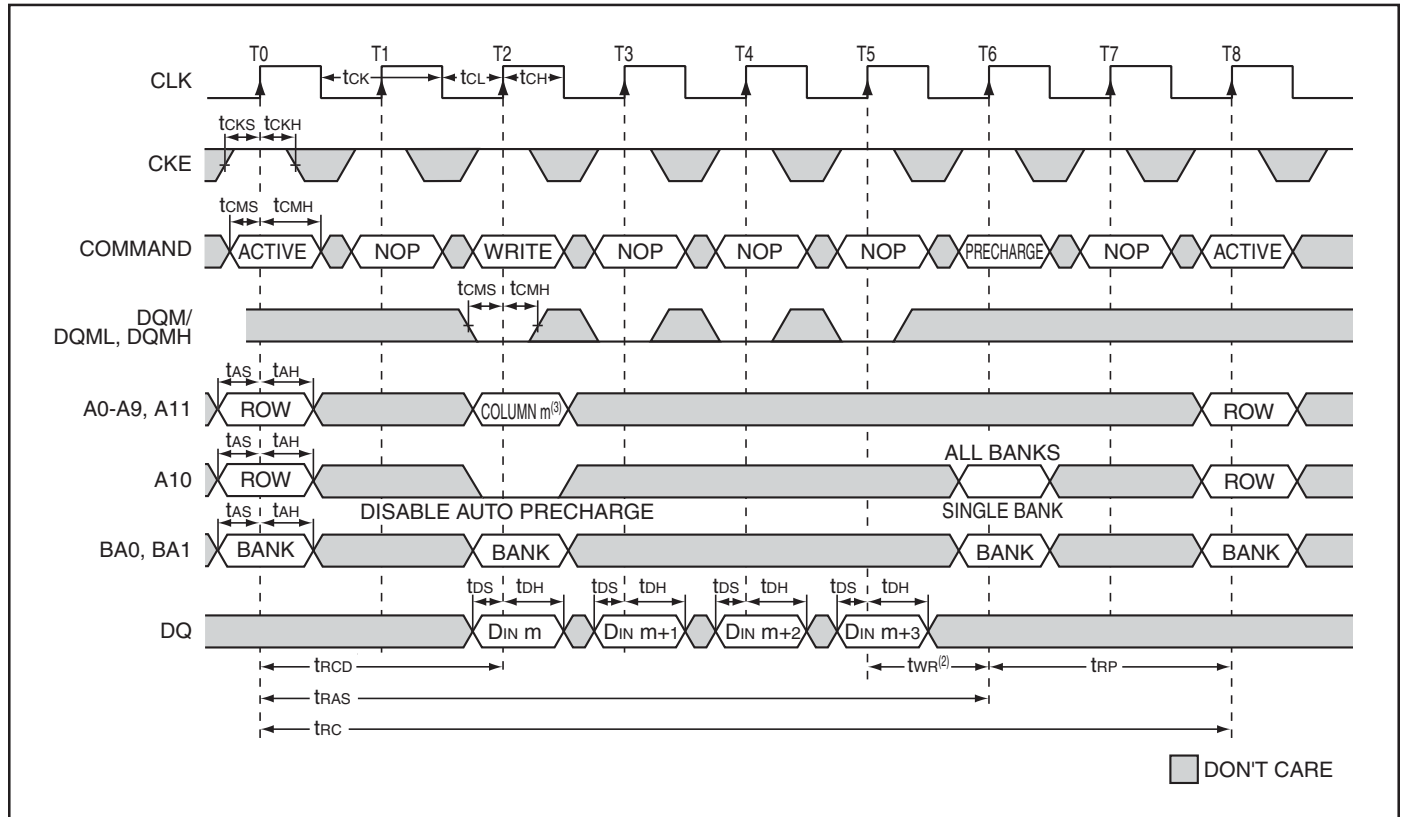 T0 T1 T2 T3 T4 T5 T6 T7 T8
CLK tCK tCL tCH
tCKS tCKH
CKE
tCMS tCMH
COMMAND ACTIVE NOP WRITE NOP NOP NOP PRECHARGE NOP ACTIVE
tCMS tCMH
DQM/
DQML, DQMH
tAS tAH
A0-A9, A11 ROW COLUMN m(3) ROW
tAS tAH ALL BANKS
A10 ROW ROW
DISABLE AUTO PRECHARGE SINGLE BANK
tAS tAH
BA0, BA1 BANK BANK BANK BANK
tDS tDH tDS tDH tDS tDH tDS tDH
DQ DIN m DIN m+1 DIN m+2 DIN m+3
tRCD tWR(2) tRP
tRAS
tRC
DON'T CARE